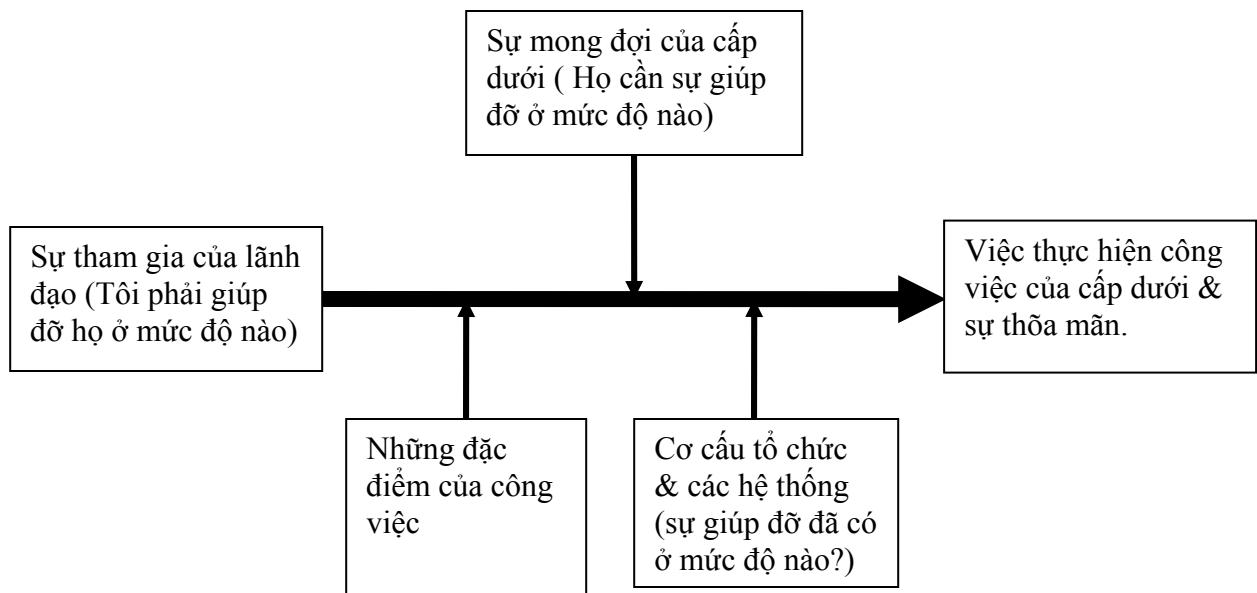 Sự mong đợi của cấp
dưới ( Họ cần sự giúp
đỡ ở mức độ nào)
Sự tham gia của lãnh
đạo (Tôi phải giúp
đỡ họ ở mức độ nào)
Việc thực hiện công
việc của cấp dưới &
sự thõa mãn.
Những đặc
điểm của công
việc
Cơ cấu tổ chức
& các hệ thống
(sự giúp đỡ đã có
ở mức độ nào?)